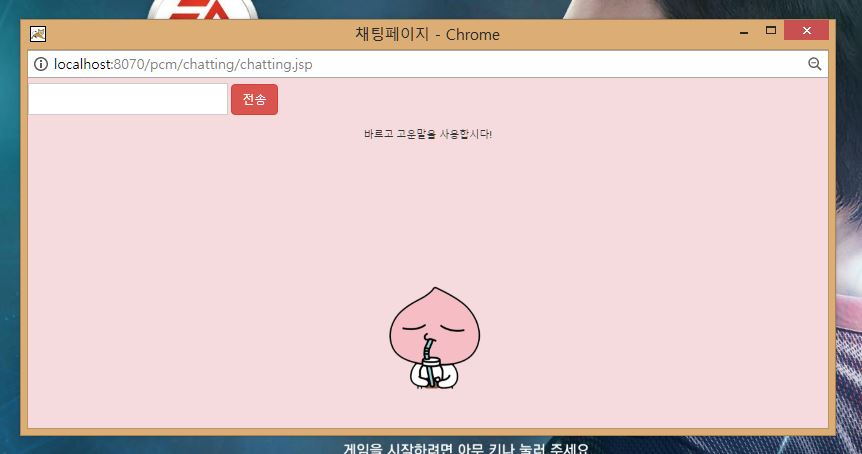 EA
채팅페이지 - Chrome
localhost:8070/pcm/chatting/chatting.jsp
전송
바르고 고운말을 사용합시다!
게임을 시작하려면 아무 키나 눌러 주세요